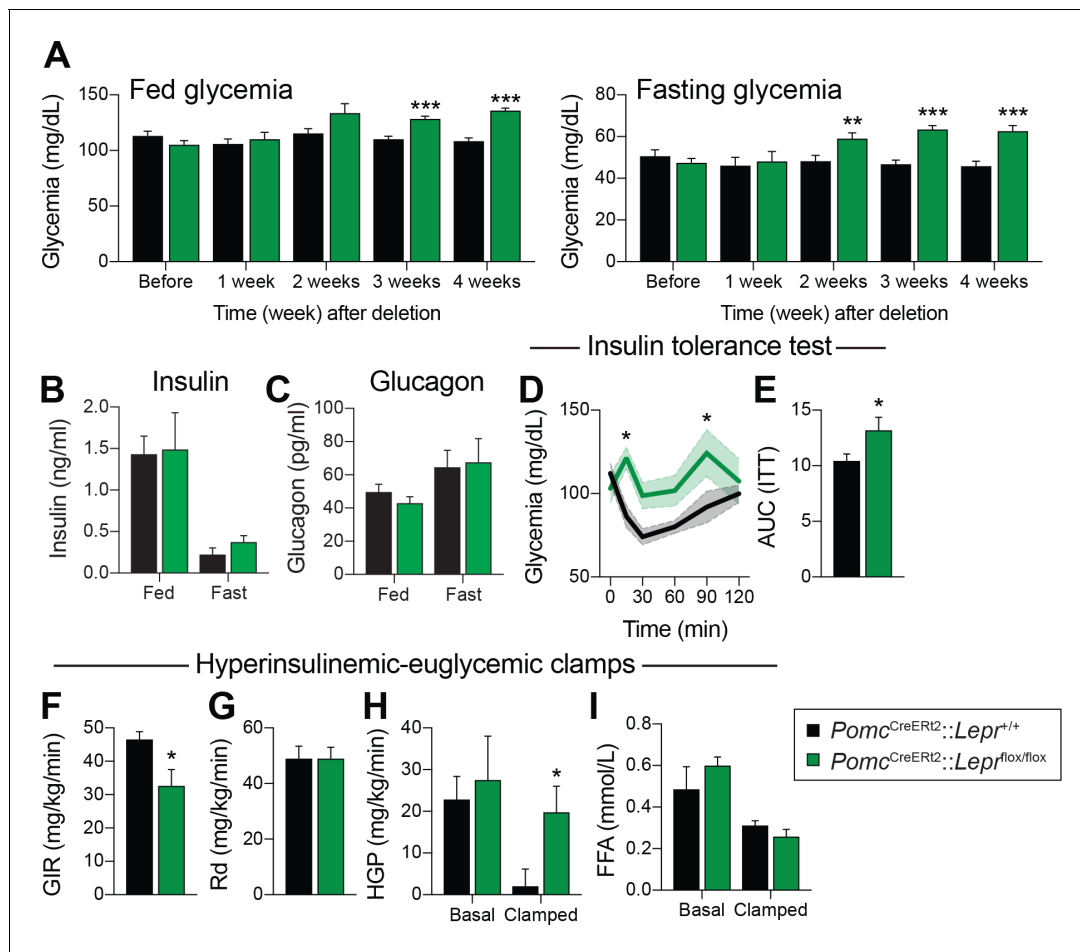 A
Fed glycemia
Glycemia (mg/dL)
150
100
50
0
Before 1 week 2 weeks 3 weeks 4 weeks
*** ***
Time (week) after deletion
Fasting glycemia
Glycemia (mg/dL)
80
60
40
20
0
Before 1 week 2 weeks 3 weeks 4 weeks
** *** ***
Time (week) after deletion
Insulin tolerance test
B
Insulin
Insulin (ng/ml)
2.0
1.5
1.0
0.5
0.0
Fed Fast
C
Glucagon
Glucagon (pg/ml)
100
80
60
40
20
0
Fed Fast
D
Glycemia (mg/dL)
150
100
50
* *
0 30 60 90 120
Time (min)
E
AUC (ITT)
15
10
5
0
*
Hyperinsulinemic-euglycemic clamps
F
GIR (mg/kg/min)
50
40
30
20
10
0
*
G
Rd (mg/kg/min)
60
40
20
0
H
HGP (mg/kg/min)
40
30
20
10
0
*
Basal Clamped
I
FFA (mmol/L)
0.8
0.6
0.4
0.2
0.0
Basal Clamped
Pomc^CreERt2::Lepr^+/+
Pomc^CreERt2::Lepr^flox/flox